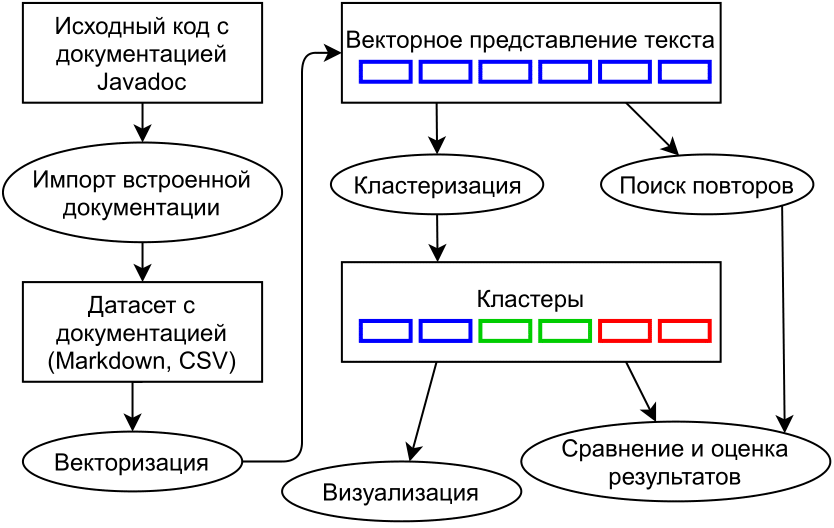 Исходный код с
документацией
Javadoc
Импорт встроенной
документации
Датасет с
документацией
(Markdown, CSV)
Векторизация
Векторное представление текста
Кластеризация
Поиск повторов
Кластеры
Визуализация
Сравнение и оценка
результатов